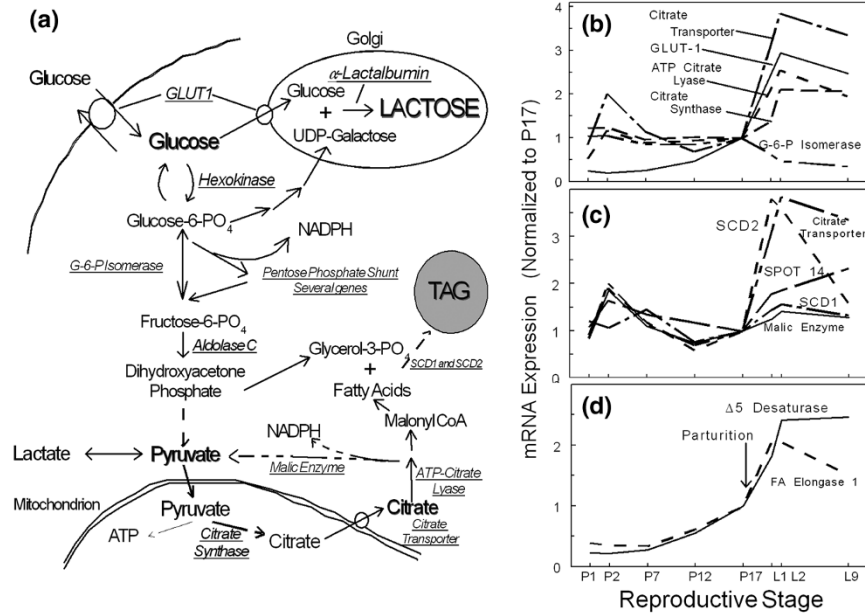 (a)
Golgi
Glucose
GLUT1
α-Lactalbumin
Glucose
+
LACTOSE
UDP-Galactose
Glucose
Hexokinase
Glucose-6-PO4
NADPH
G-6-P Isomerase
Pentose Phosphate Shunt
Several genes
TAG
Fructose-6-PO4
Aldolase C
Glycerol-3-PO4
SCD1 and SCD2
+
Dihydroxyacetone
Phosphate
Fatty Acids
Malonyl CoA
NADPH
Lactate
Pyruvate
Malic Enzyme
ATP-Citrate
Lyase
Mitochondrion
Pyruvate
Citrate
ATP
Citrate
Synthase
Citrate
Citrate
Transporter
mRNA Expression (Normalized to P17)
(b)
4
3
2
1
0
Citrate
Transporter
GLUT-1
ATP Citrate
Lyase
Citrate
Synthase
G-6-P Isomerase
(c)
3
2
1
0
SCD2
Citrate
Transporter
SPOT 14
SCD1
Malic Enzyme
(d)
3
2
1
0
Δ5 Desaturase
Parturition
FA Elongase 1
P1 P2 P7 P12 P17 L1 L2 L9
Reproductive Stage